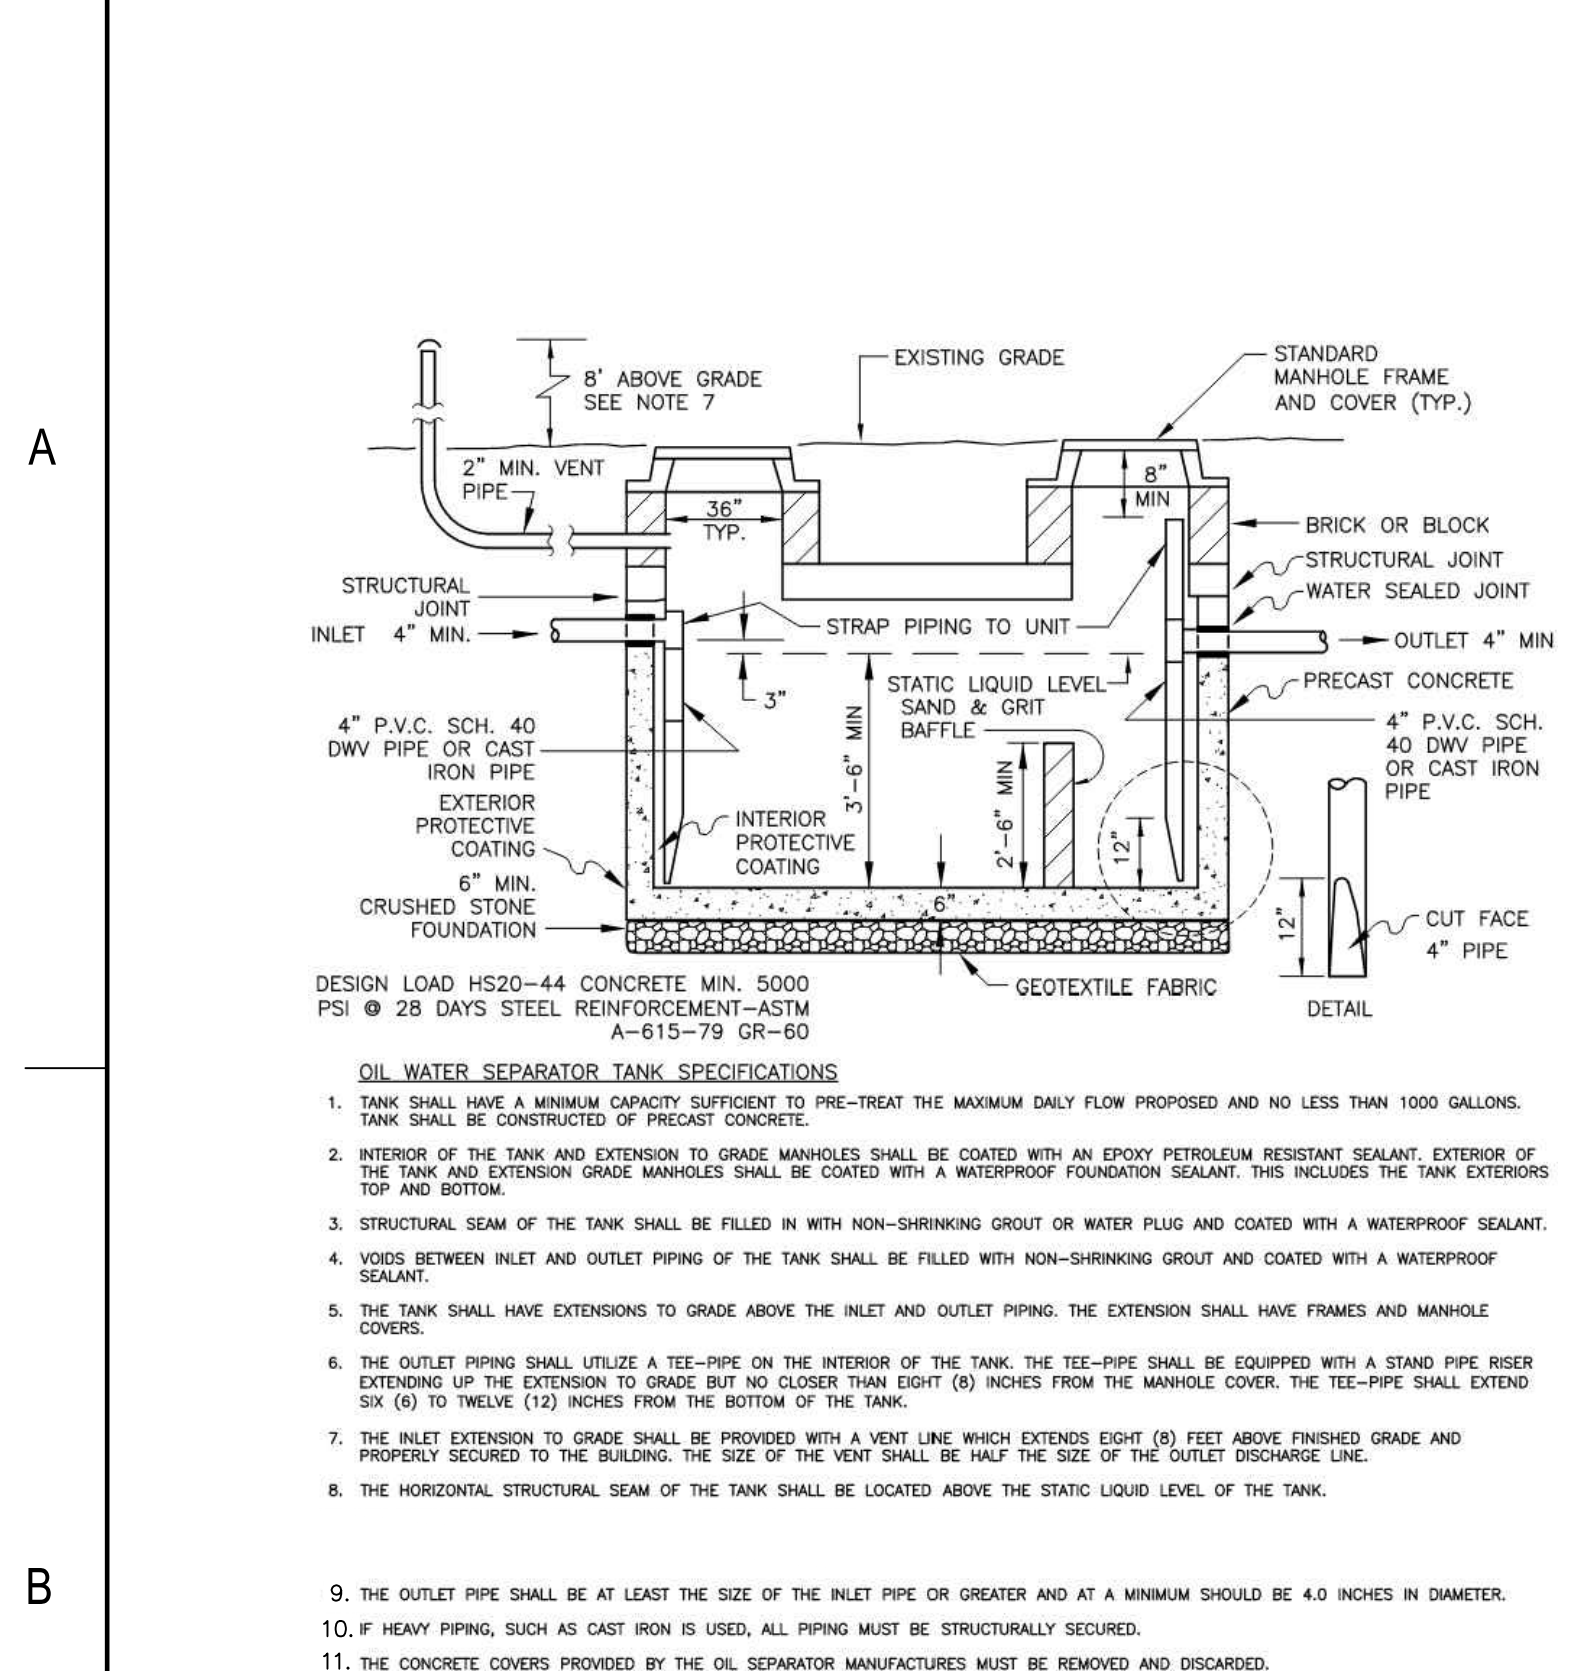 A
8' ABOVE GRADE
SEE NOTE 7
EXISTING GRADE
STANDARD
MANHOLE FRAME
AND COVER (TYP.)
2" MIN. VENT
PIPE
36"
TYP.
8"
MIN
BRICK OR BLOCK
STRUCTURAL JOINT
WATER SEALED JOINT
STRUCTURAL
JOINT
INLET 4" MIN.
STRAP PIPING TO UNIT
OUTLET 4" MIN
3"
STATIC LIQUID LEVEL
SAND & GRIT
BAFFLE
PRECAST CONCRETE
4" P.V.C. SCH. 40
DWV PIPE OR CAST
IRON PIPE
4" P.V.C. SCH.
40 DWV PIPE
OR CAST IRON
PIPE
3'-6" MIN
2'-6" MIN
12"
EXTERIOR
PROTECTIVE
COATING
INTERIOR
PROTECTIVE
COATING
6" MIN.
CRUSHED STONE
FOUNDATION
6"
12"
CUT FACE
4" PIPE
GEOTEXTILE FABRIC
DETAIL
DESIGN LOAD HS20-44 CONCRETE MIN. 5000
PSI @ 28 DAYS STEEL REINFORCEMENT-ASTM
A-615-79 GR-60
OIL WATER SEPARATOR TANK SPECIFICATIONS
1. TANK SHALL HAVE A MINIMUM CAPACITY SUFFICIENT TO PRE-TREAT THE MAXIMUM DAILY FLOW PROPOSED AND NO LESS THAN 1000 GALLONS.
TANK SHALL BE CONSTRUCTED OF PRECAST CONCRETE.
2. INTERIOR OF THE TANK AND EXTENSION TO GRADE MANHOLES SHALL BE COATED WITH AN EPOXY PETROLEUM RESISTANT SEALANT. EXTERIOR OF
THE TANK AND EXTENSION GRADE MANHOLES SHALL BE COATED WITH A WATERPROOF FOUNDATION SEALANT. THIS INCLUDES THE TANK EXTERIORS
TOP AND BOTTOM.
3. STRUCTURAL SEAM OF THE TANK SHALL BE FILLED IN WITH NON-SHRINKING GROUT OR WATER PLUG AND COATED WITH A WATERPROOF SEALANT.
4. VOIDS BETWEEN INLET AND OUTLET PIPING OF THE TANK SHALL BE FILLED WITH NON-SHRINKING GROUT AND COATED WITH A WATERPROOF
SEALANT.
5. THE TANK SHALL HAVE EXTENSIONS TO GRADE ABOVE THE INLET AND OUTLET PIPING. THE EXTENSION SHALL HAVE FRAMES AND MANHOLE
COVERS.
6. THE OUTLET PIPING SHALL UTILIZE A TEE-PIPE ON THE INTERIOR OF THE TANK. THE TEE-PIPE SHALL BE EQUIPPED WITH A STAND PIPE RISER
EXTENDING UP THE EXTENSION TO GRADE BUT NO CLOSER THAN EIGHT (8) INCHES FROM THE MANHOLE COVER. THE TEE-PIPE SHALL EXTEND
SIX (6) TO TWELVE (12) INCHES FROM THE BOTTOM OF THE TANK.
7. THE INLET EXTENSION TO GRADE SHALL BE PROVIDED WITH A VENT LINE WHICH EXTENDS EIGHT (8) FEET ABOVE FINISHED GRADE AND
PROPERLY SECURED TO THE BUILDING. THE SIZE OF THE VENT SHALL BE HALF THE SIZE OF THE OUTLET DISCHARGE LINE.
8. THE HORIZONTAL STRUCTURAL SEAM OF THE TANK SHALL BE LOCATED ABOVE THE STATIC LIQUID LEVEL OF THE TANK.
B
9. THE OUTLET PIPE SHALL BE AT LEAST THE SIZE OF THE INLET PIPE OR GREATER AND AT A MINIMUM SHOULD BE 4.0 INCHES IN DIAMETER.
10. IF HEAVY PIPING, SUCH AS CAST IRON IS USED, ALL PIPING MUST BE STRUCTURALLY SECURED.
11. THE CONCRETE COVERS PROVIDED BY THE OIL SEPARATOR MANUFACTURES MUST BE REMOVED AND DISCARDED.